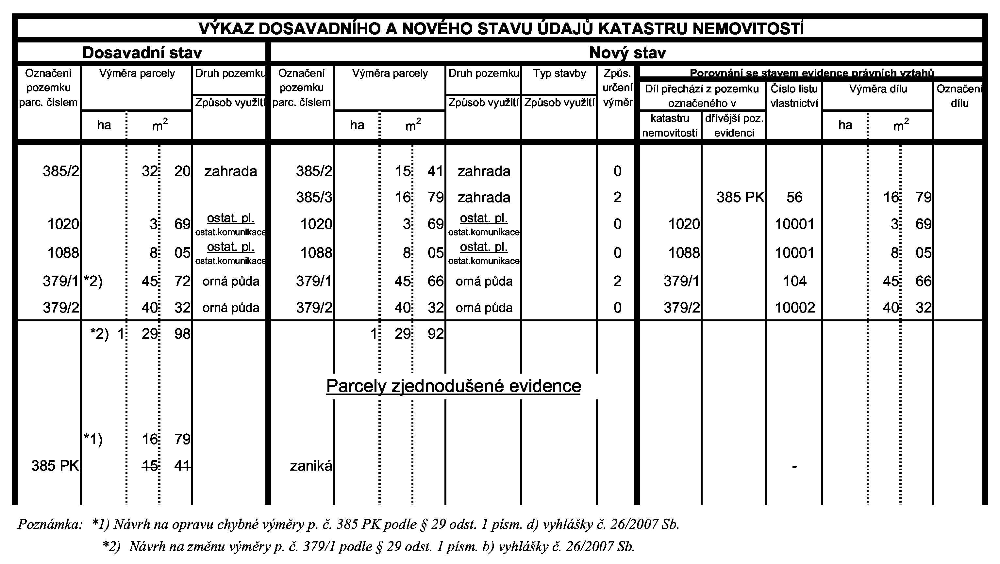 VÝKAZ DOSAVADNÍHO A NOVÉHO STAVU ÚDAJŮ KATASTRU NEMOVITOSTÍ
Dosavadní stav Nový stav
Označení Výměra parcely Druh pozemku Označení Výměra parcely Druh pozemku Typ stavby Způs. Porovnání se stavem evidence právních vztahů
pozemku pozemku určení Díl přechází z pozemku Číslo listu Výměra dílu Označení
parc. číslem Způsob využití parc. číslem Způsob využití Způsob využití výměr označeného v vlastnictví dílu
ha m2 ha m2 katastru dřívější poz. ha m2
nemovitostí evidenci
385/2 32 20 zahrada 385/2 15 41 zahrada 0
385/3 16 79 zahrada 2 385 PK 56 16 79
1020 3 69 ostat. pl. 1020 3 69 ostat. pl. 0 1020 10001 3 69
ostat.komunikace ostat.komunikace
1088 8 05 ostat. pl. 1088 8 05 ostat. pl. 0 1088 10001 8 05
ostat.komunikace ostat.komunikace
379/1 *2) 45 72 orná půda 379/1 45 66 orná půda 2 379/1 104 45 66
379/2 40 32 orná půda 379/2 40 32 orná půda 0 379/2 10002 40 32
*2) 1 29 98 1 29 92
Parcely zjednodušené evidence
*1) 16 79
385 PK 15 41 zaniká -
Poznámka: *1) Návrh na opravu chybné výměry p. č. 385 PK podle § 29 odst. 1 písm. d) vyhlášky č. 26/2007 Sb.
*2) Návrh na změnu výměry p. č. 379/1 podle § 29 odst. 1 písm. b) vyhlášky č. 26/2007 Sb.